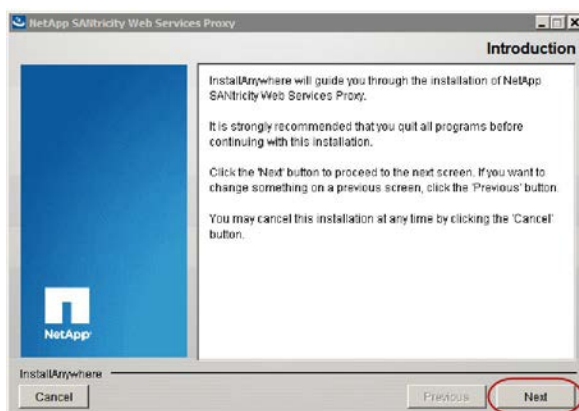 NetApp SANtricity Web Services Proxy
Introduction
InstallAnywhere will guide you through the installation of NetApp
SANtricity Web Services Proxy.
It is strongly recommended that you quit all programs before
continuing with this installation.
Click the 'Next' button to proceed to the next screen. If you want to
change something on a previous screen, click the 'Previous' button.
You may cancel this installation at any time by clicking the 'Cancel'
button.
NetApp
InstallAnywhere
Cancel
Previous
Next